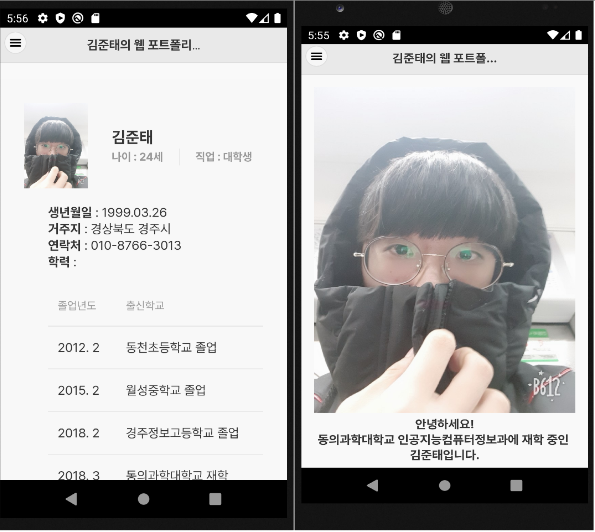 5:56
김준태의 웹 포트폴리...
김준태
나이 : 24세
직업 : 대학생
생년월일 : 1999.03.26
거주지 : 경상북도 경주시
연락처 : 010-8766-3013
학력 :
졸업년도 출신학교
2012. 2 동천초등학교 졸업
2015. 2 월성중학교 졸업
2018. 2 경주정보고등학교 졸업
2018. 3 동의과학대학교 재학
5:55
김준태의 웹 포트폴...
B612
안녕하세요!
동의과학대학교 인공지능컴퓨터정보과에 재학 중인
김준태입니다.